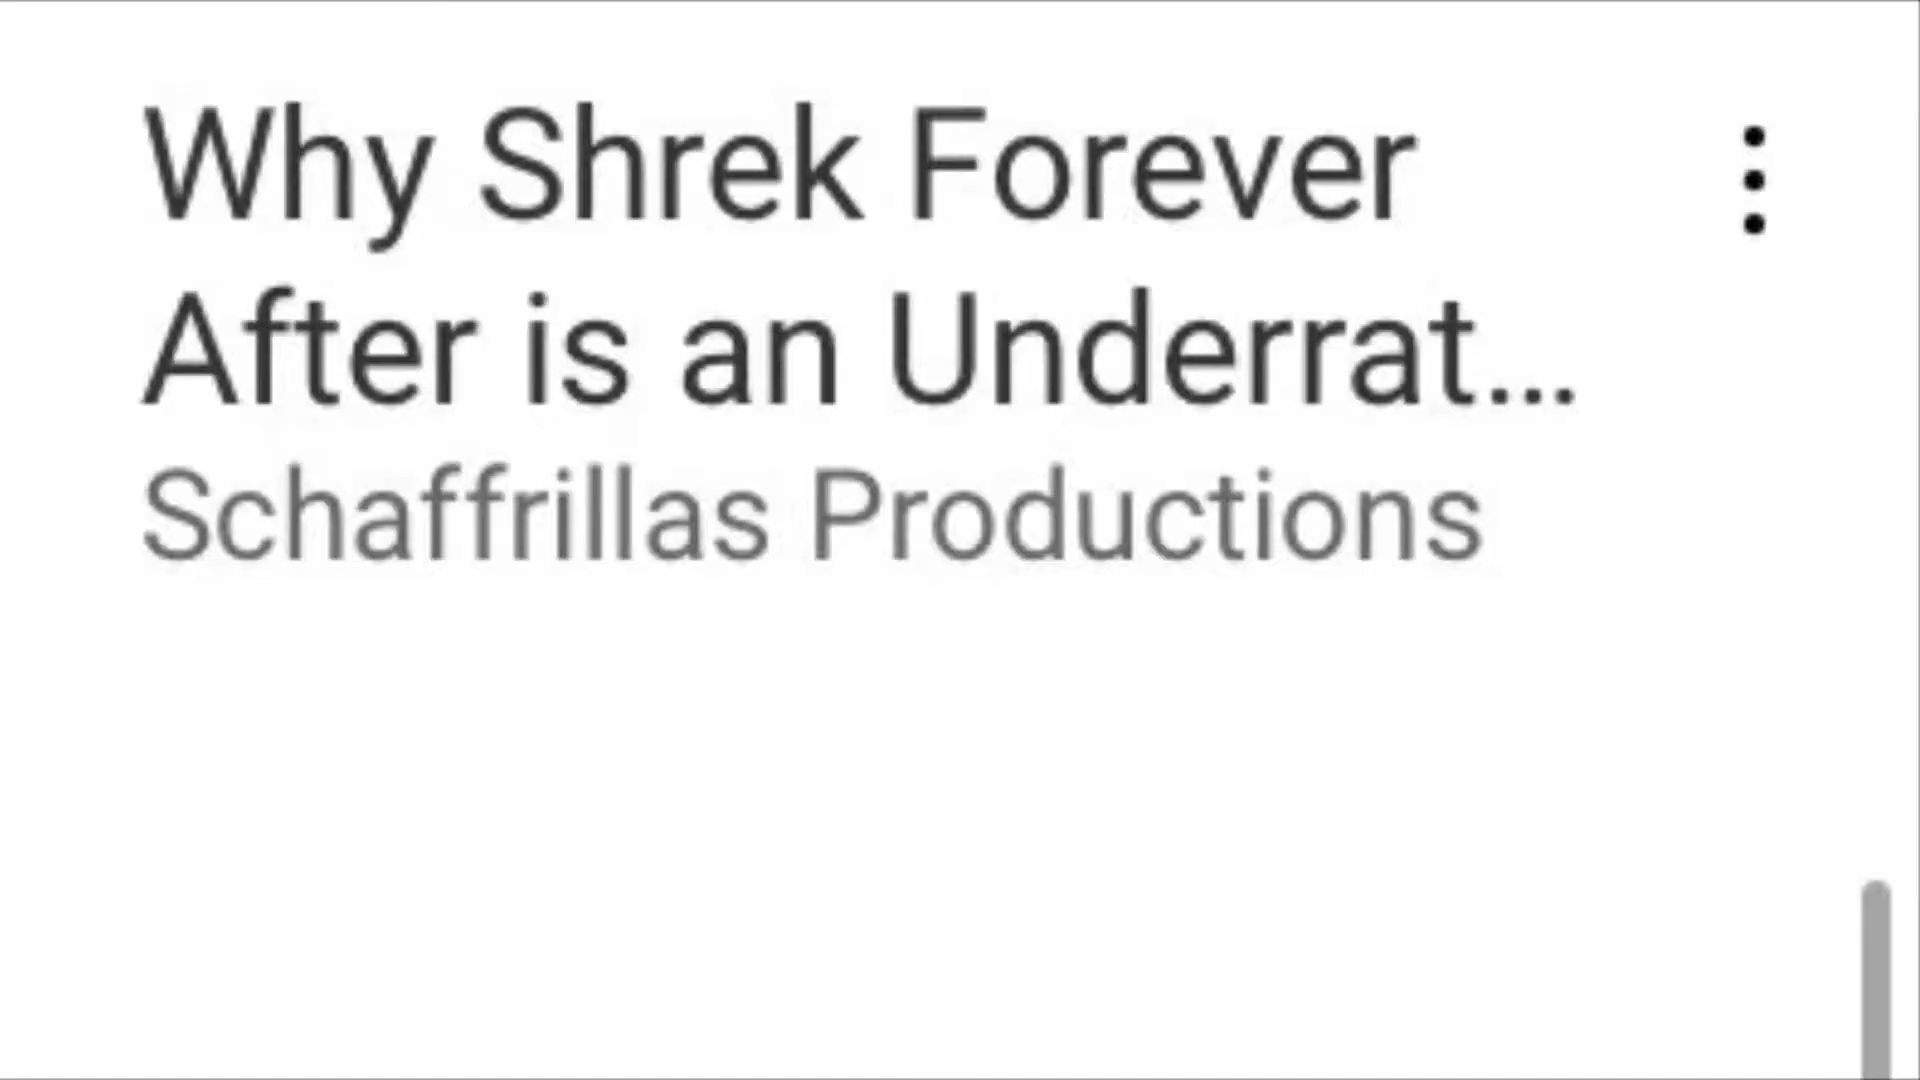 Why Shrek Forever
After is an Underrat...
Schaffrillas Productions